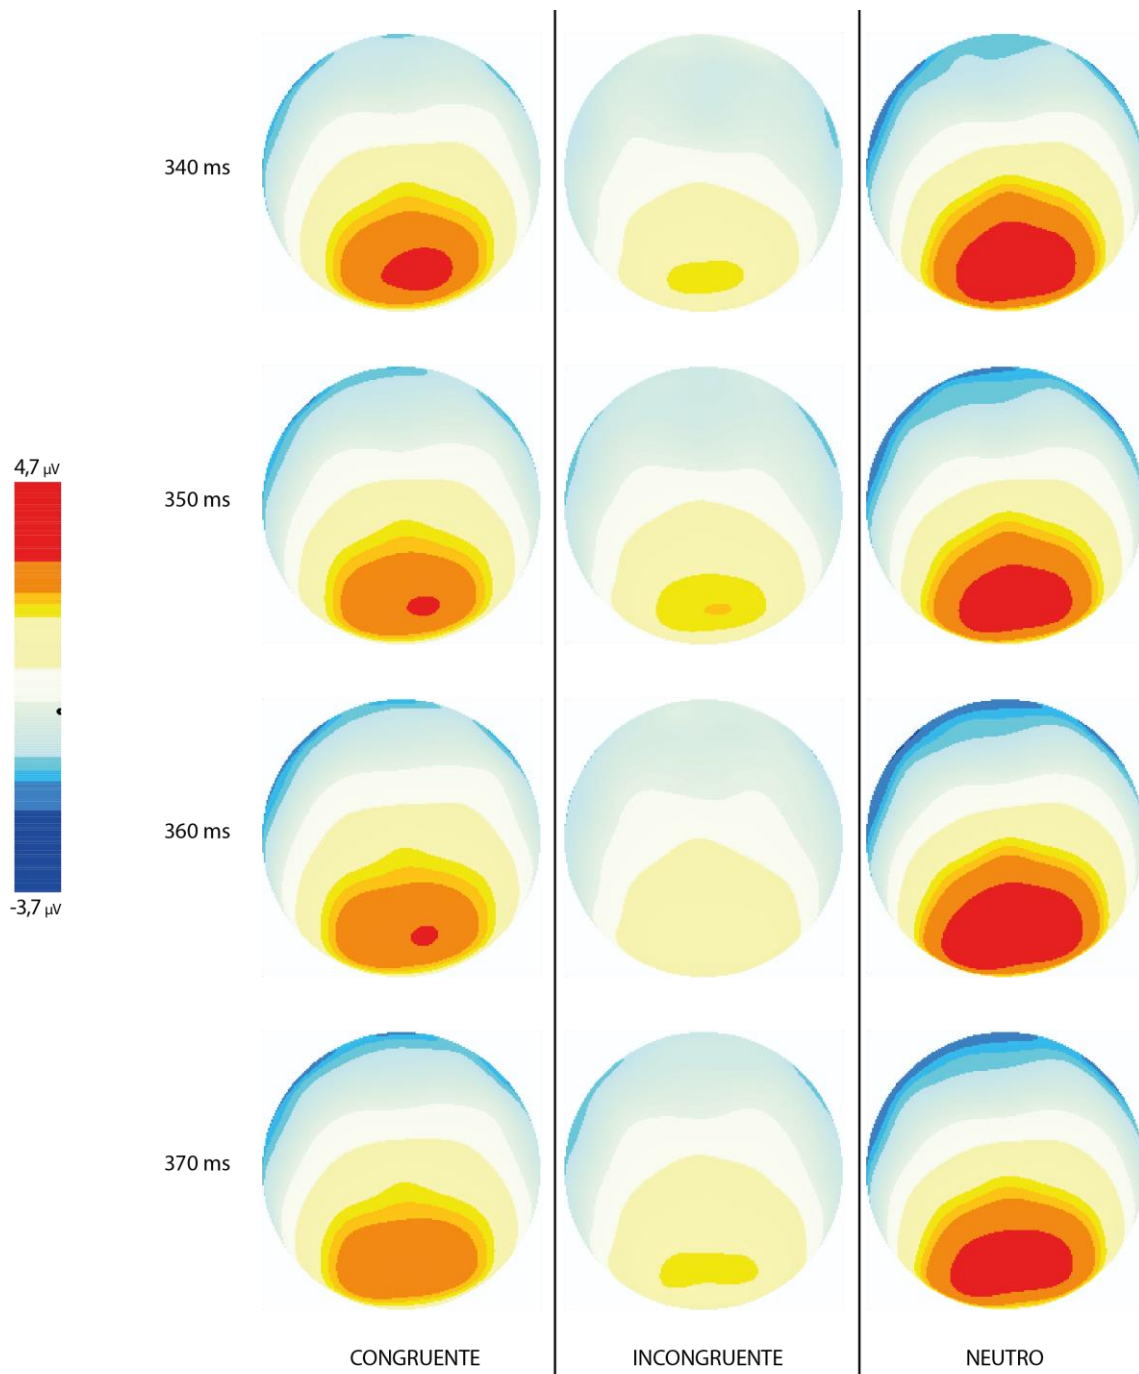 340 ms
350 ms
4,7 µV
360 ms
-3,7 µV
370 ms
CONGRUENTE
INCONGRUENTE
NEUTRO